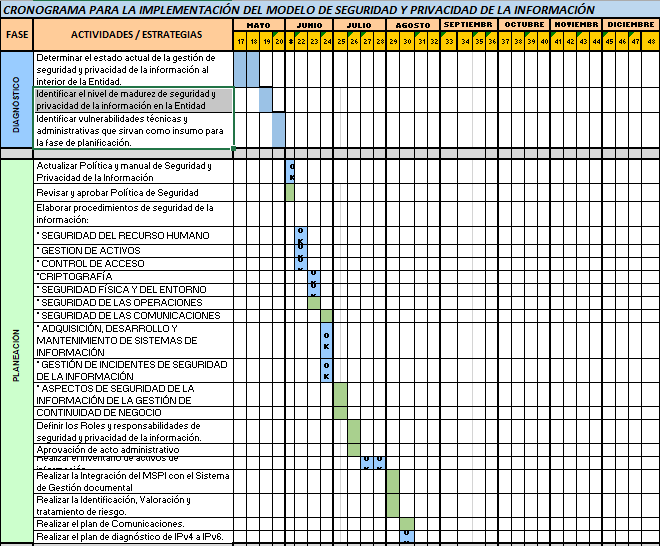 CRONOGRAMA PARA LA IMPLEMENTACIÓN DEL MODELO DE SEGURIDAD Y PRIVACIDAD DE LA INFORMACIÓN
FASE
ACTIVIDADES / ESTRATEGIAS
MAYO JUNIO JULIO AGOSTO SEPTIEMBR OCTUBRE NOVIEMBR DICIEMBRE
17 18 19 20 # 22 23 24 25 26 27 28 29 30 31 32 33 34 35 36 37 38 39 40 41 42 43 44 45 46 47 48
DIAGNOSTICO
Determinar el estado actual de la gestión de
seguridad y privacidad de la información al
interior de la Entidad.
Identificar el nivel de madurez de seguridad y
privacidad de la información en la Entidad
Identificar vulnerabilidades técnicas y
administrativas que sirvan como insumo para
la fase de planificación.
PLANEACIÓN
Actualizar Política y manual de Seguridad y
Privacidad de la Información
OK
Revisar y aprobar Política de Seguridad
Elaborar procedimientos de seguridad de la
información:
* SEGURIDAD DEL RECURSO HUMANO
OK
* GESTION DE ACTIVOS
* CONTROL DE ACCESO
*CRIPTOGRAFÍA
* SEGURIDAD FÍSICA Y DEL ENTORNO
* SEGURIDAD DE LAS OPERACIONES
* SEGURIDAD DE LAS COMUNICACIONES
* ADQUISICIÓN, DESARROLLO Y
MANTENIMIENTO DE SISTEMAS DE
INFORMACIÓN
OK
* GESTIÓN DE INCIDENTES DE SEGURIDAD
DE LA INFORMACIÓN
OK
* ASPECTOS DE SEGURIDAD DE LA
INFORMACIÓN DE LA GESTIÓN DE
CONTINUIDAD DE NEGOCIO
Definir los Roles y responsabilidades de
seguridad y privacidad de la información.
Aprovación de acto administrativo
Realizar el inventario de activos de
Realizar la Integración del MSPI con el Sistema
de Gestión documental
Realizar la Identificación, Valoración y
tratamiento de riesgo.
Realizar el plan de Comunicaciones.
Realizar el plan de diagnóstico de IPv4 a IPv6.